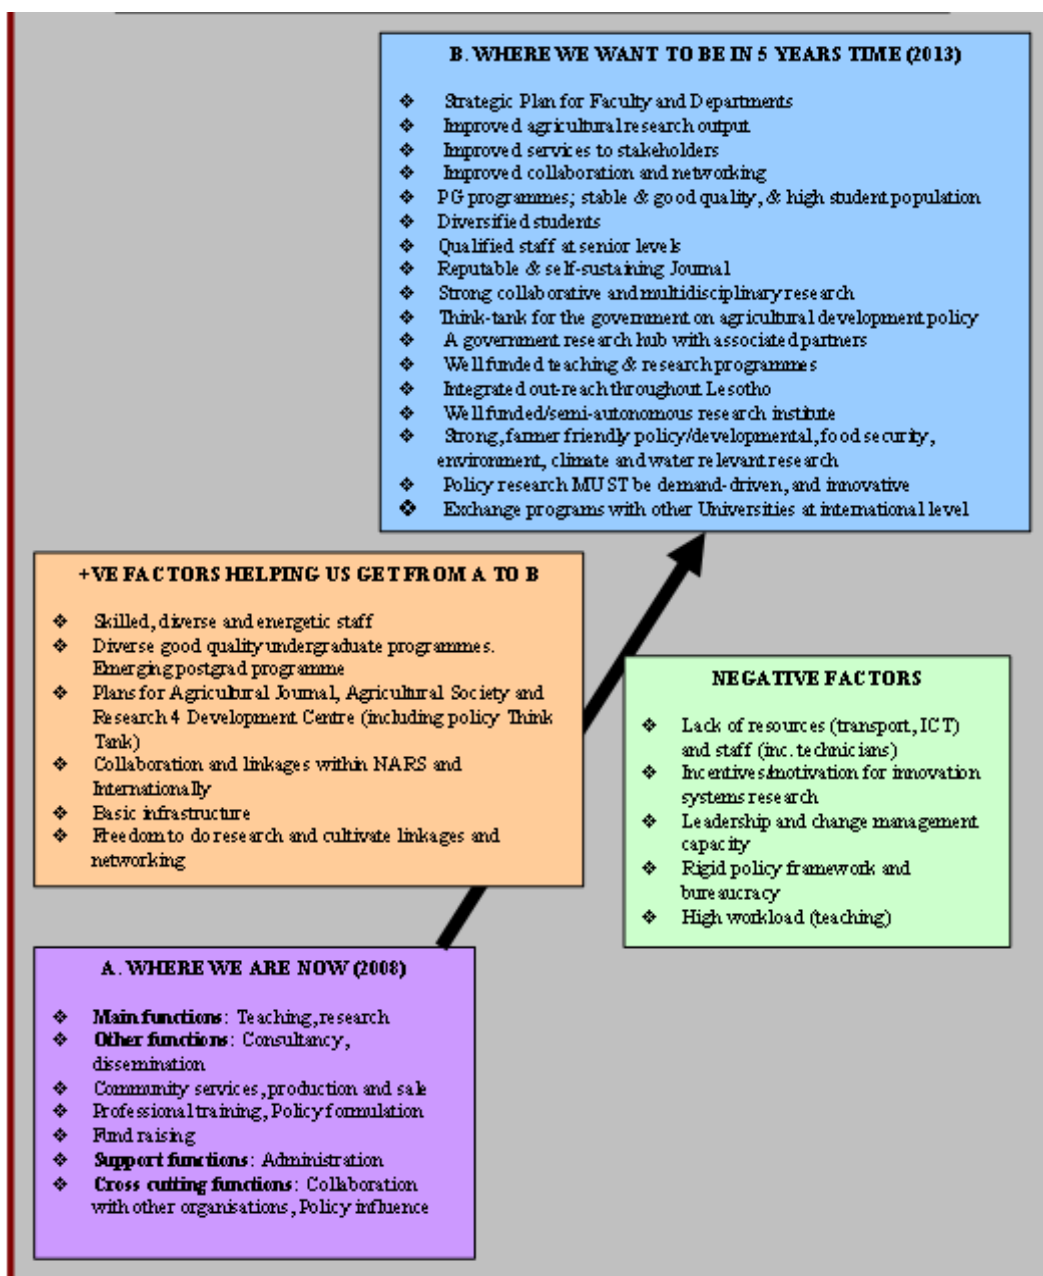 B. WHERE WE WANT TO BE IN 5 YEARS TIME (2013)
❖ Strategic Plan for Faculty and Departments
❖ Improved agricultural research output
❖ Improved services to stakeholders
❖ Improved collaboration and networking
❖ PG programmes; stable & good quality, & high student population
❖ Diversified students
❖ Qualified staff at senior levels
❖ Reputable & self-sustaining Journal
❖ Strong collaborative and multidisciplinary research
❖ Think-tank for the government on agricultural development policy
❖ A government research hub with associated partners
❖ Well funded teaching & research programmes
❖ Integrated out-reach throughout Lesotho
❖ Well funded/semi-autonomous research institute
❖ Strong, farmer friendly policy/developmental, food security,
environment, climate and water relevant research
❖ Policy research MUST be demand-driven, and innovative
❖ Exchange programs with other Universities at international level
+VE FACTORS HELPING US GET FROM A TO B
❖ Skilled, diverse and energetic staff
❖ Diverse good quality undergraduate programmes.
Emerging postgrad programme
❖ Plans for Agricultural Journal, Agricultural Society and
Research 4 Development Centre (including policy Think
Tank)
❖ Collaboration and linkages within NARS and
Internationally
❖ Basic infrastructure
❖ Freedom to do research and cultivate linkages and
networking
NEGATIVE FACTORS
❖ Lack of resources (transport, ICT)
and staff (inc. technicians)
❖ Incentives/motivation for innovation
systems research
❖ Leadership and change management
capacity
❖ Rigid policy framework and
bureaucracy
❖ High workload (teaching)
A. WHERE WE ARE NOW (2008)
❖ Main functions: Teaching, research
❖ Other functions: Consultancy,
dissemination
❖ Community services, production and sale
❖ Professional training, Policy formulation
❖ Fund raising
❖ Support functions: Administration
❖ Cross cutting functions: Collaboration
with other organisations, Policy influence